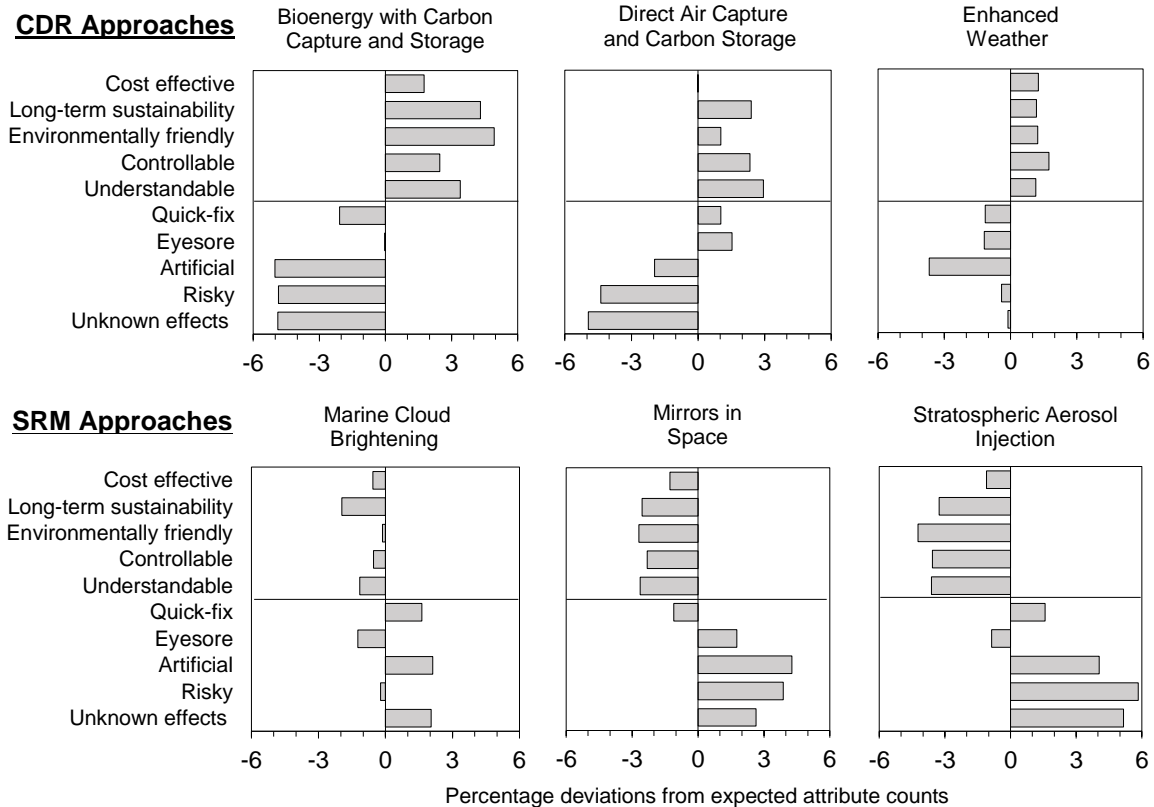 CDR Approaches
Bioenergy with Carbon
Capture and Storage
Direct Air Capture
and Carbon Storage
Enhanced
Weather
Cost effective
Long-term sustainability
Environmentally friendly
Controllable
Understandable
Quick-fix
Eyesore
Artificial
Risky
Unknown effects
-6 -3 0 3 6
-6 -3 0 3 6
-6 -3 0 3 6
SRM Approaches
Marine Cloud
Brightening
Mirrors in
Space
Stratospheric Aerosol
Injection
Cost effective
Long-term sustainability
Environmentally friendly
Controllable
Understandable
Quick-fix
Eyesore
Artificial
Risky
Unknown effects
-6 -3 0 3 6
-6 -3 0 3 6
-6 -3 0 3 6
Percentage deviations from expected attribute counts